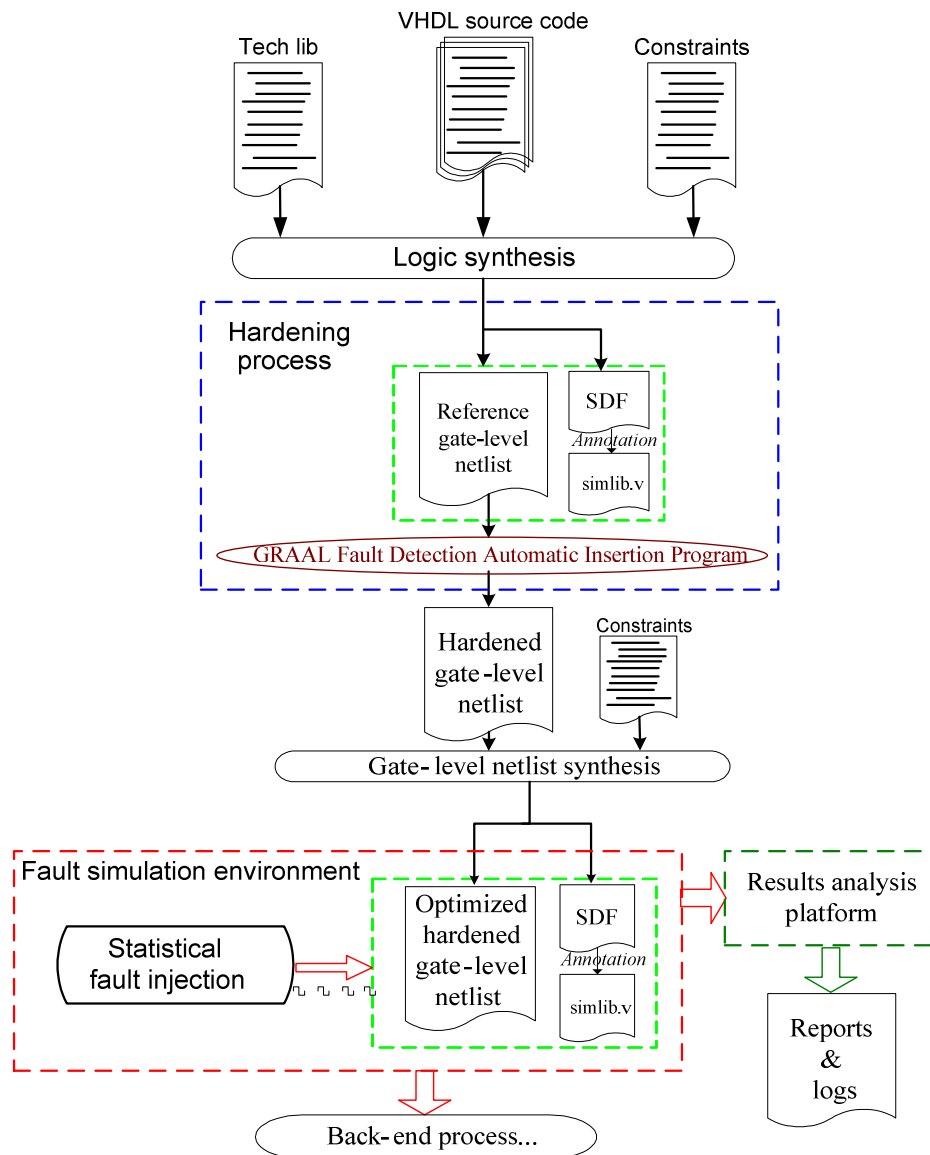 VHDL source code
Tech lib
Constraints
Logic synthesis
Hardening
process
Reference
gate-level
netlist
SDF
Annotation
simlib.v
GRAAL Fault Detection Automatic Insertion Program
Hardened
gate-level
netlist
Constraints
Gate-level netlist synthesis
Fault simulation environment
Statistical
fault injection
Optimized
hardened
gate-level
netlist
SDF
Annotation
simlib.v
Results analysis
platform
Reports
&
logs
Back-end process...